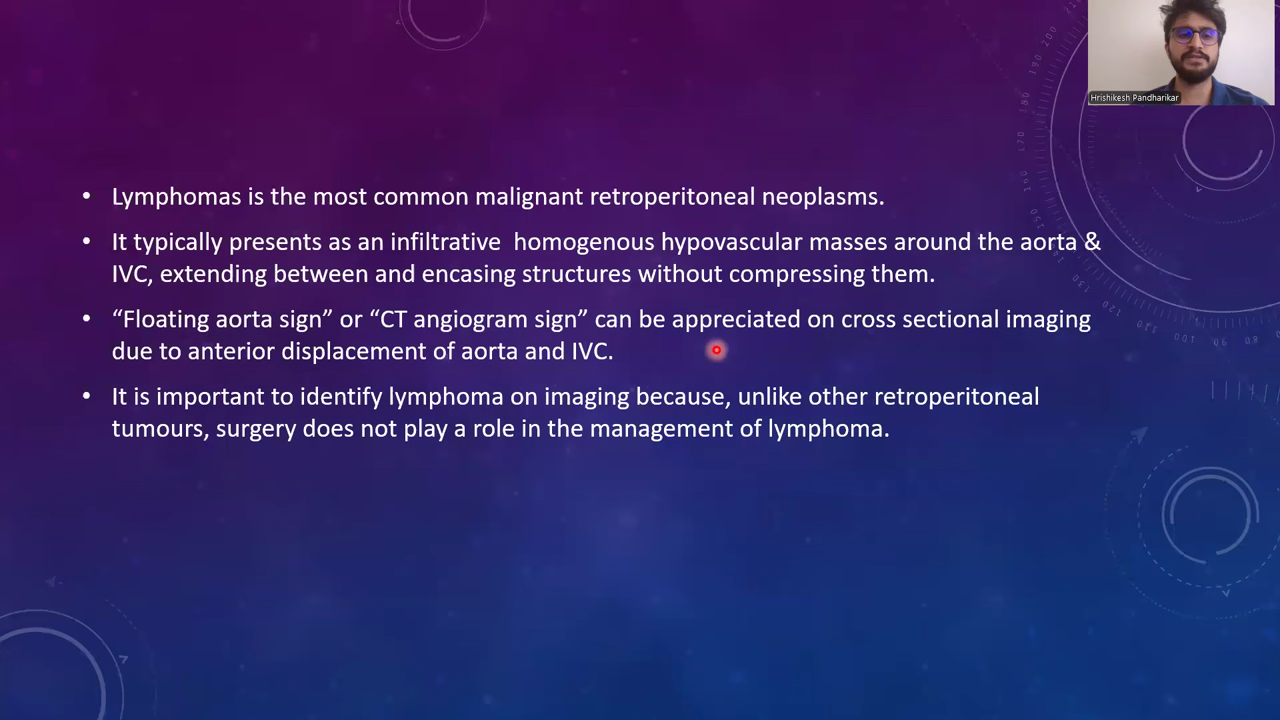 Hrishikesh Pandharikar
• Lymphomas is the most common malignant retroperitoneal neoplasms.
• It typically presents as an infiltrative  homogenous hypovascular masses around the aorta &
IVC, extending between and encasing structures without compressing them.
• “Floating aorta sign” or “CT angiogram sign” can be appreciated on cross sectional imaging
due to anterior displacement of aorta and IVC.
• It is important to identify lymphoma on imaging because, unlike other retroperitoneal
tumours, surgery does not play a role in the management of lymphoma.